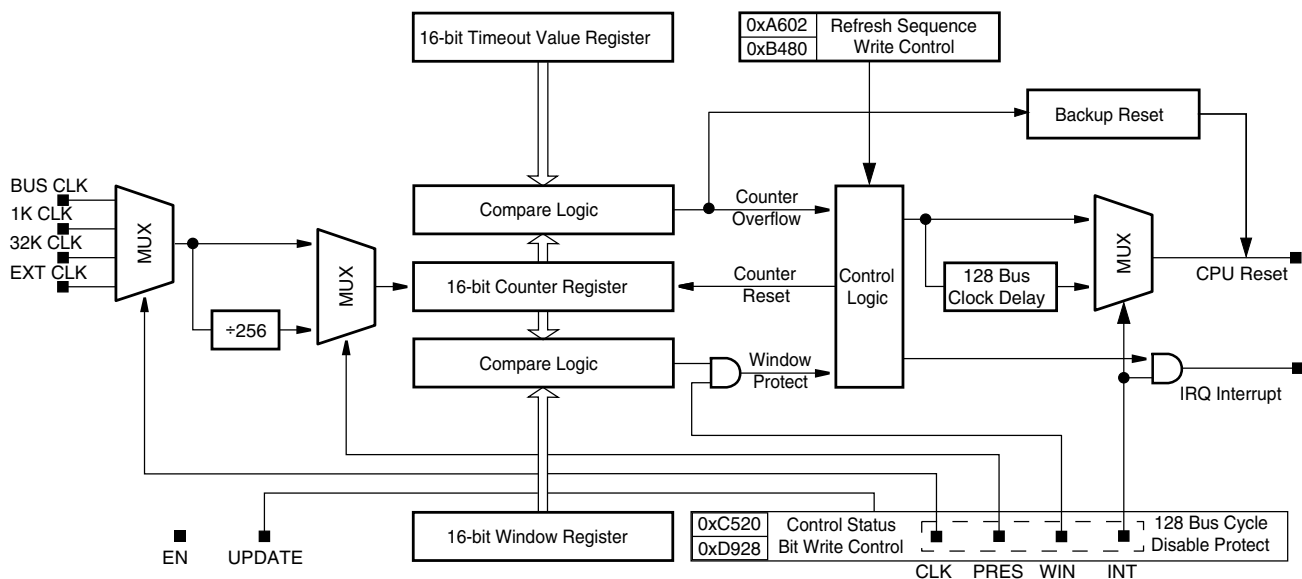 16-bit Timeout Value Register
0xA602
0xB480
Refresh Sequence
Write Control
Backup Reset
BUS CLK
1K CLK
32K CLK
EXT CLK
MUX
÷256
MUX
Compare Logic
16-bit Counter Register
Compare Logic
Counter
Overflow
Counter
Reset
Window
Protect
Control
Logic
128 Bus
Clock Delay
MUX
CPU Reset
IRQ Interrupt
EN
UPDATE
16-bit Window Register
0xC520
0xD928
Control Status
Bit Write Control
128 Bus Cycle
Disable Protect
CLK
PRES
WIN
INT